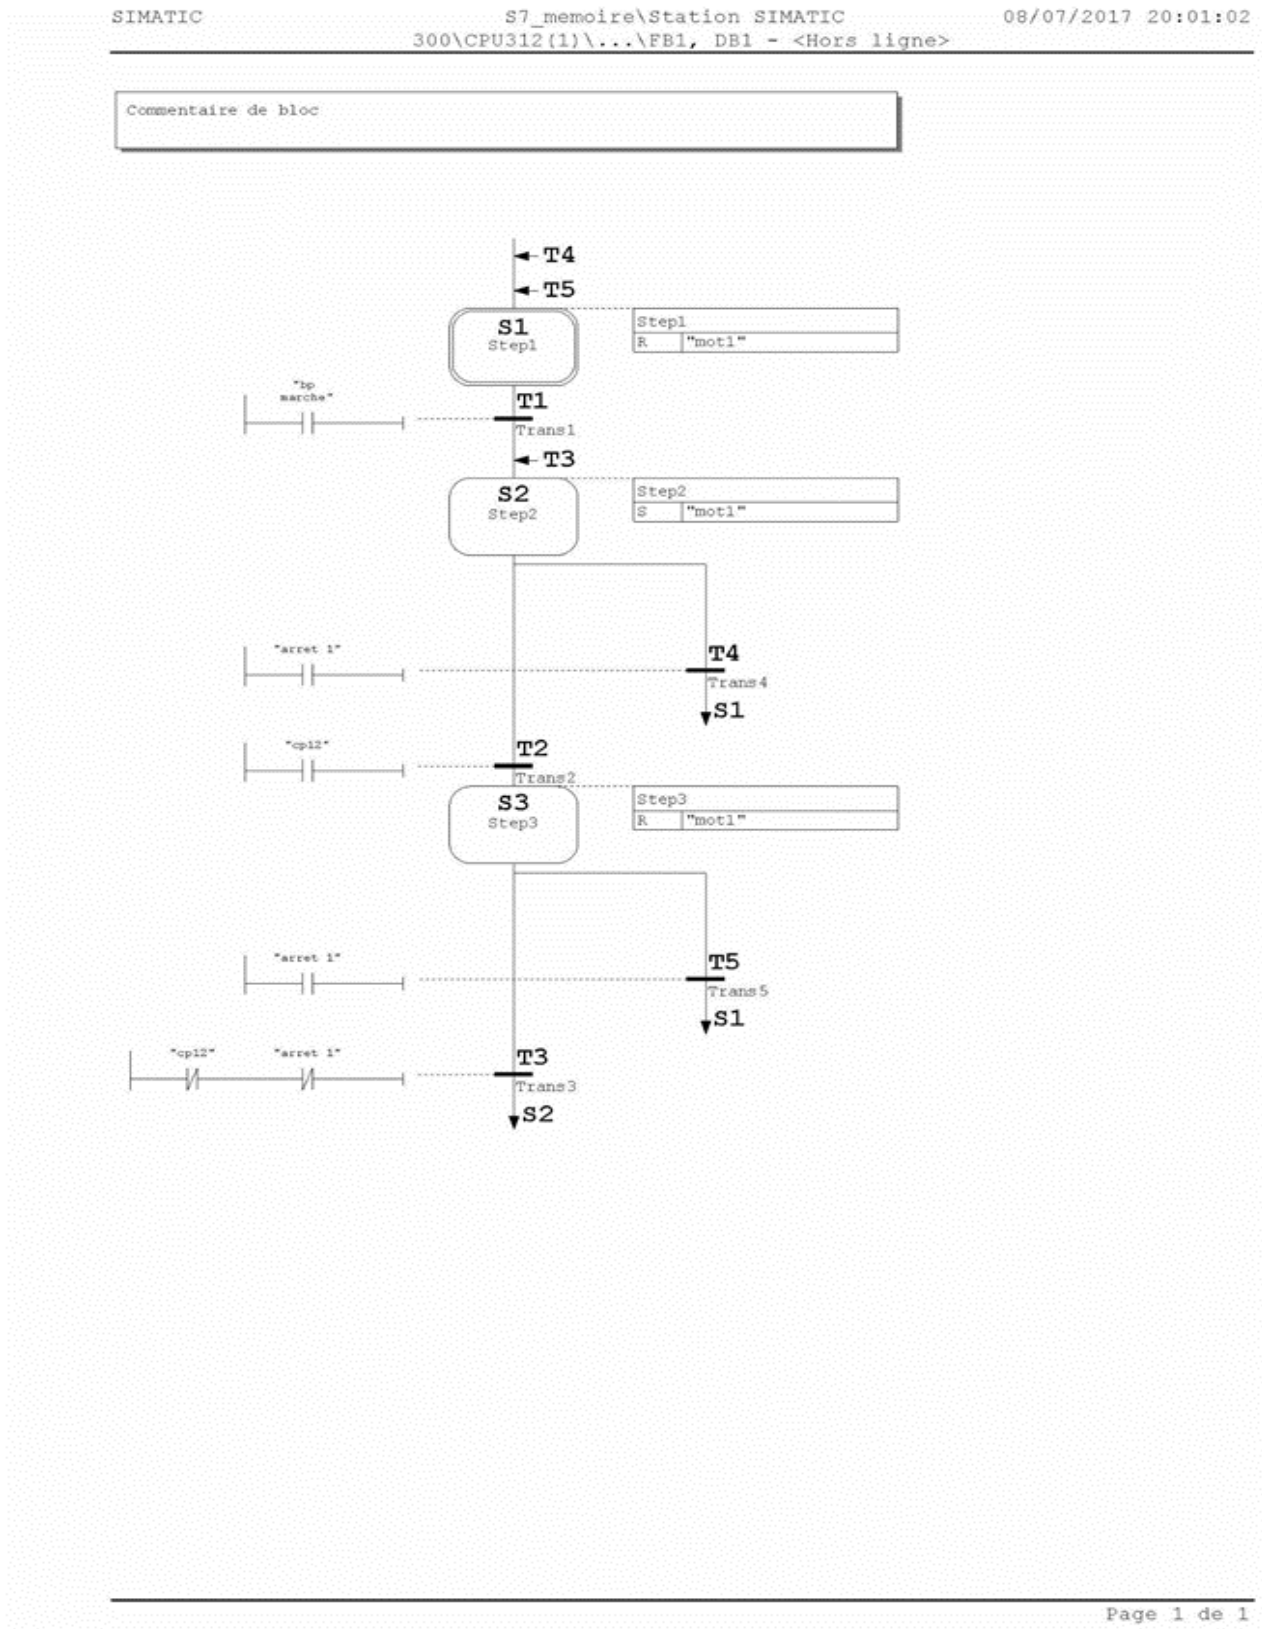 SIMATIC S7_memoire\Station SIMATIC 08/07/2017 20:01:02
300\CPU312(1)\...\FB1, DB1 - <Hors ligne>
Commentaire de bloc
T4
T5
S1
Step1
Step1
R "mot1"
"bp
marche"
T1
Trans1
T3
S2
Step2
Step2
S "mot1"
"arret 1"
T4
Trans4
S1
"cp12"
T2
Trans2
S3
Step3
Step3
R "mot1"
"arret 1"
T5
Trans5
S1
"cp12" "arret 1"
T3
Trans3
S2
Page 1 de 1